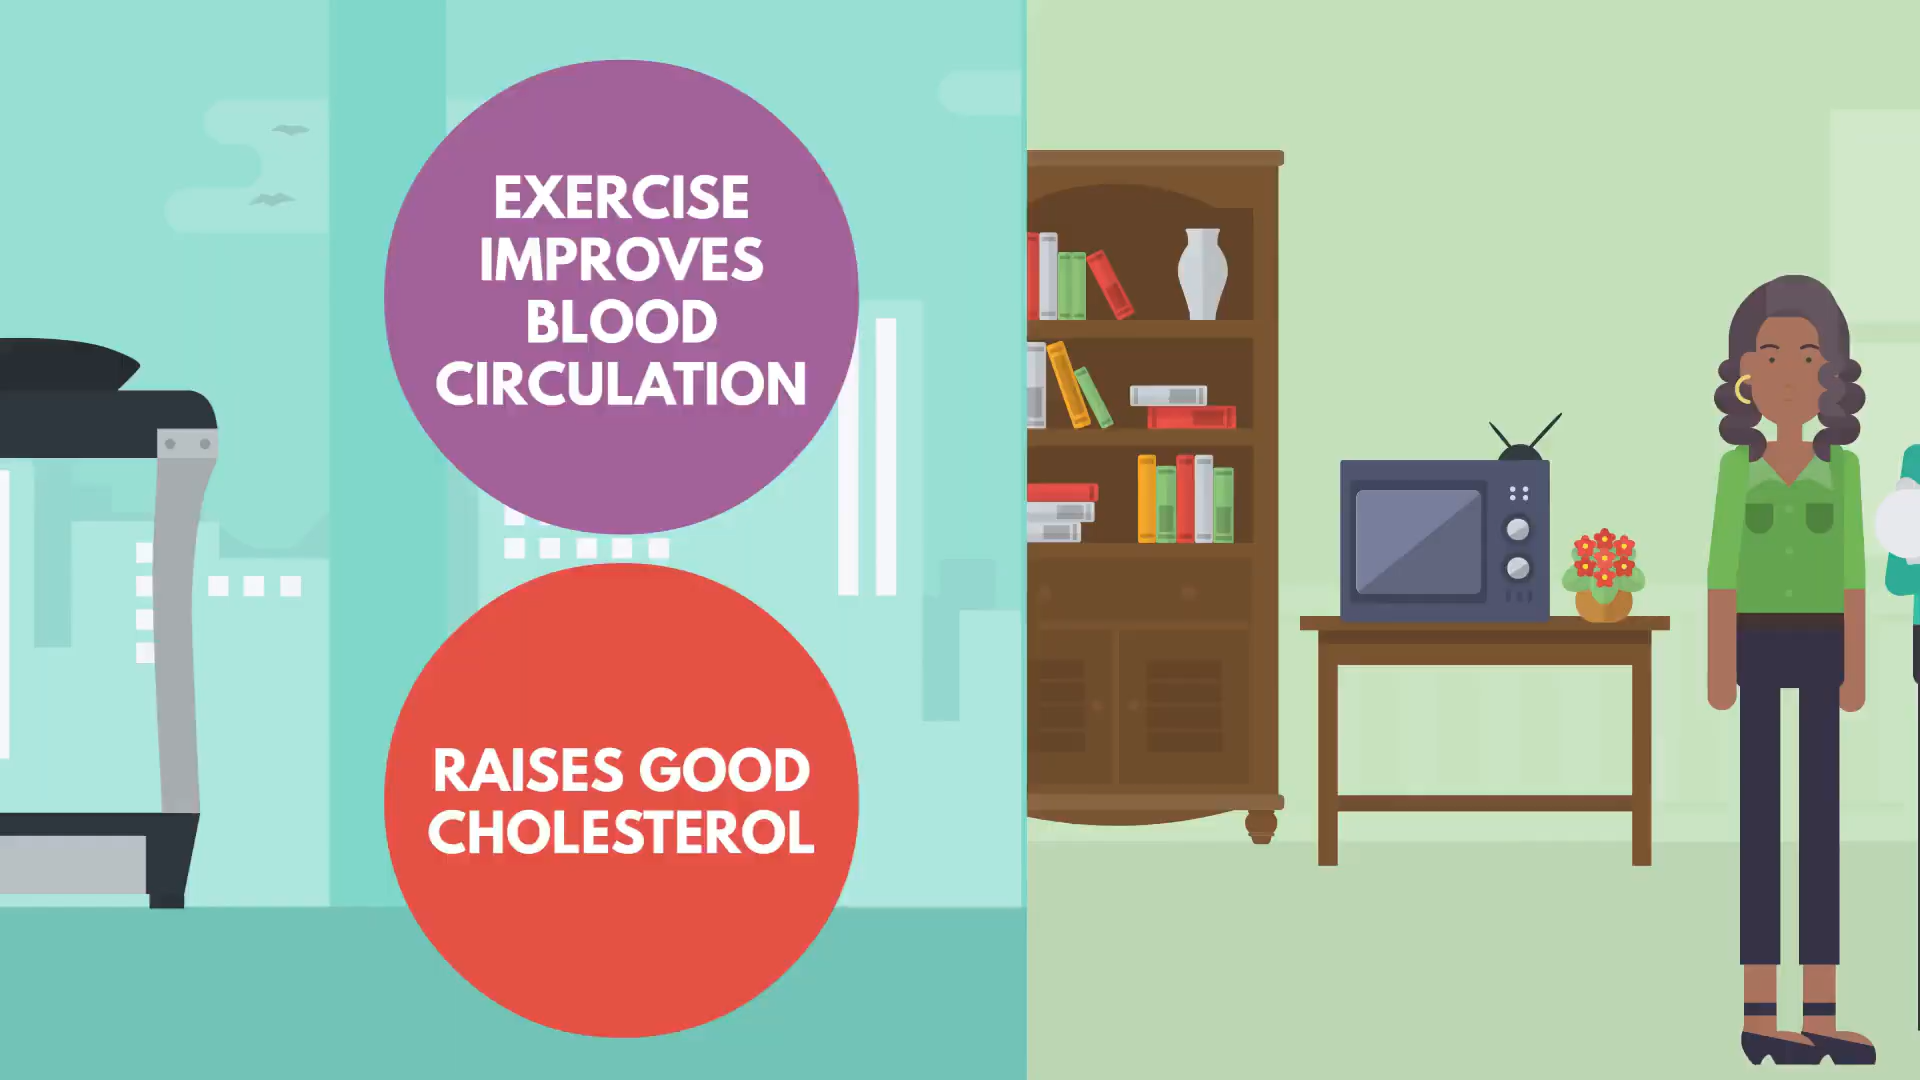 EXERCISE
IMPROVES
BLOOD
CIRCULATION
RAISES GOOD
CHOLESTEROL